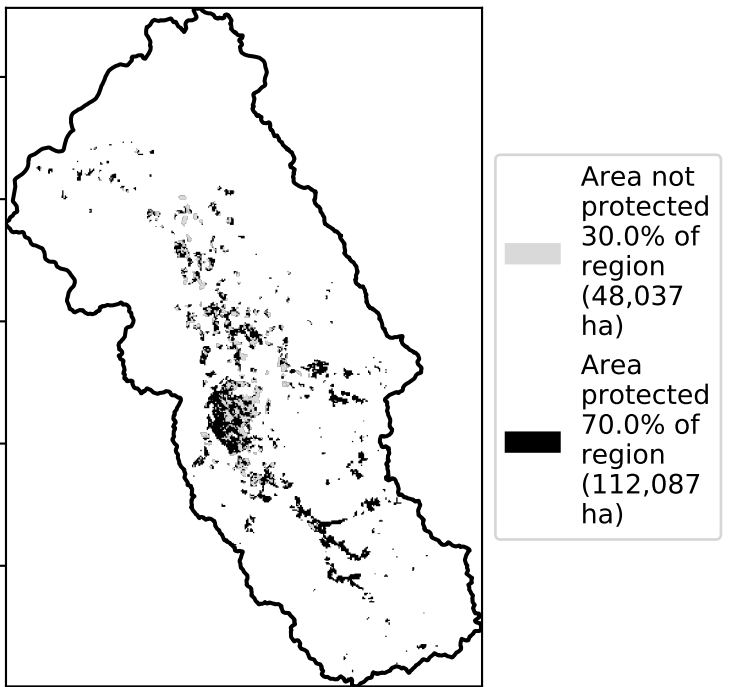 Area not
protected
30.0% of
region
(48,037
ha)
Area
protected
70.0% of
region
(112,087
ha)